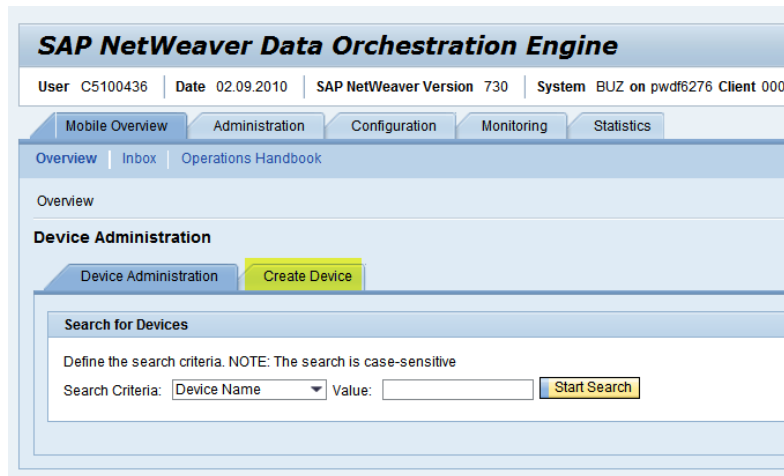 SAP NetWeaver Data Orchestration Engine
User C5100436 Date 02.09.2010 SAP NetWeaver Version 730 System BUZ on pwdf6276 Client 000
Mobile Overview Administration Configuration Monitoring Statistics
Overview Inbox Operations Handbook
Overview
Device Administration
Device Administration Create Device
Search for Devices
Define the search criteria. NOTE: The search is case-sensitive
Search Criteria: Device Name Value: Start Search